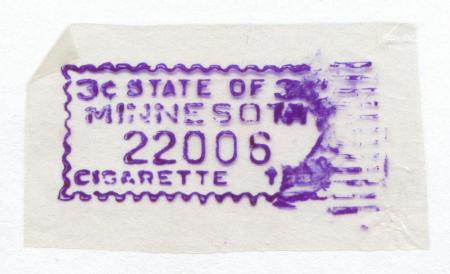 3c STATE OF 3
MINNESOTA
22006
CIGARETTE